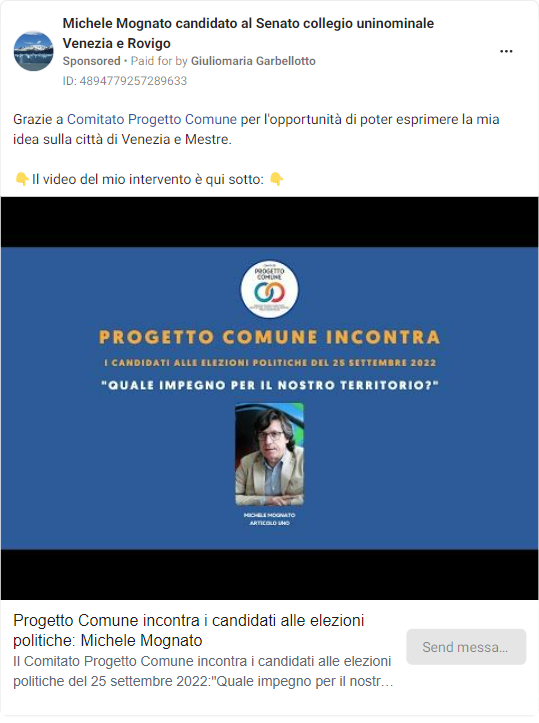 Michele Mognato candidato al Senato collegio uninominale
Venezia e Rovigo
Sponsored • Paid for by Giuliomaria Garbellotto
ID: 4894779257289633
Grazie a Comitato Progetto Comune per l'opportunità di poter esprimere la mia
idea sulla città di Venezia e Mestre.
👇Il video del mio intervento è qui sotto: 👇
PROGETTO
COMUNE
PROGETTO COMUNE INCONTRA
I CANDIDATI ALLE ELEZIONI POLITICHE DEL 25 SETTEMBRE 2022
"QUALE IMPEGNO PER IL NOSTRO TERRITORIO?"
MICHELE MOGNATO
ARTICOLO UNO
Progetto Comune incontra i candidati alle elezioni
politiche: Michele Mognato
Il Comitato Progetto Comune incontra i candidati alle elezioni
politiche del 25 settembre 2022:"Quale impegno per il nostr...
Send messa...